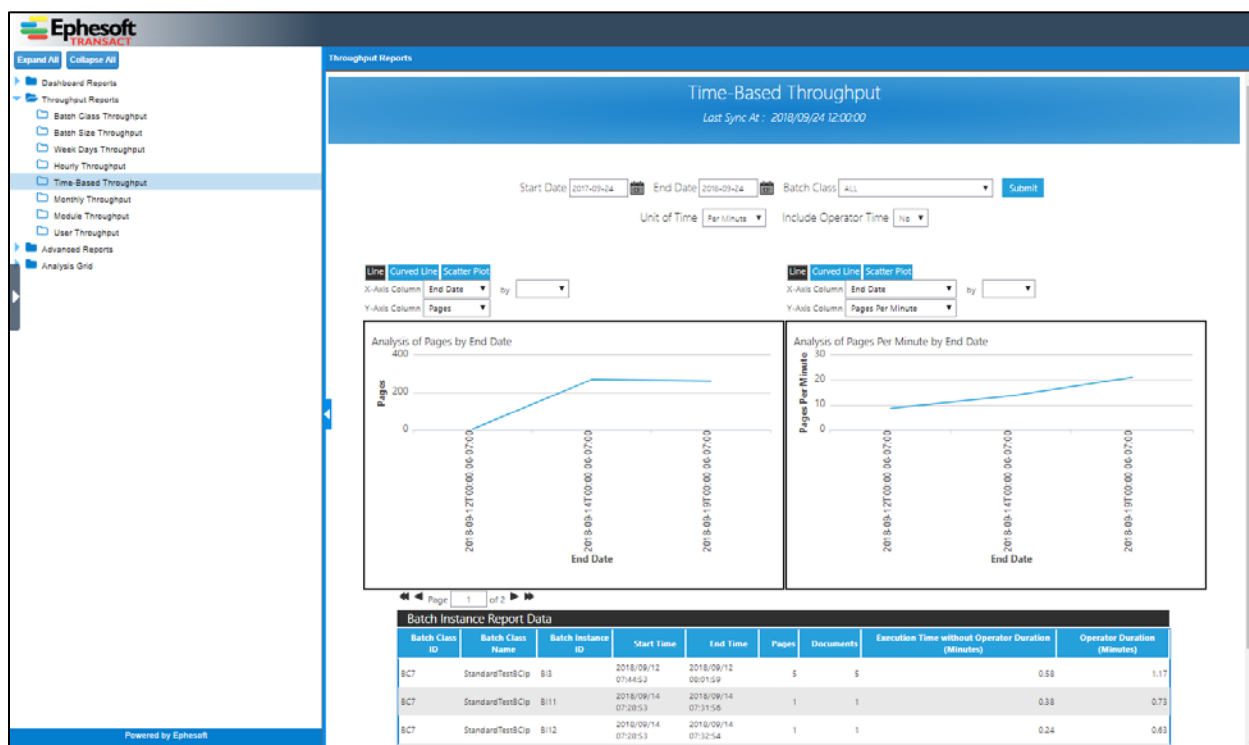 Ephesoft
TRANSACT
Expand All Collapse All
Dashboard Reports
Throughput Reports
Batch Class Throughput
Batch Size Throughput
Week Days Throughput
Hourly Throughput
Time-Based Throughput
Monthly Throughput
Module Throughput
User Throughput
Advanced Reports
Analysis Grid
Powered by Ephesoft
Throughput Reports
Time-Based Throughput
Last Sync At : 2018/09/24 12:00:00
Start Date 2017-09-24 End Date 2018-09-24 Batch Class ALL Submit
Unit of Time Per Minute Include Operator Time No
Line Curved Line Scatter Plot
X-Axis Column End Date by
Y-Axis Column Pages
Analysis of Pages by End Date
400
200
0
Pages
2018-09-12T00:00:06-07:00
2018-09-14T00:00:06-07:00
2018-09-19T00:00:06-07:00
End Date
Line Curved Line Scatter Plot
X-Axis Column End Date by
Y-Axis Column Pages Per Minute
Analysis of Pages Per Minute by End Date
30
20
10
0
Pages Per Minute
2018-09-12T00:00:06-07:00
2018-09-14T00:00:06-07:00
2018-09-19T00:00:06-07:00
End Date
Page 1 of 2
Batch Instance Report Data
Batch Class ID Batch Class Name Batch Instance ID Start Time End Time Pages Documents Execution Time without Operator Duration (Minutes) Operator Duration (Minutes)
BC7 StandardTestBClp BI3 2018/09/12 07:44:53 2018/09/12 08:01:59 5 5 0.58 1.17
BC7 StandardTestBClp BI11 2018/09/14 07:28:53 2018/09/14 07:31:56 1 1 0.38 0.73
BC7 StandardTestBClp BI12 2018/09/14 07:28:53 2018/09/14 07:32:54 1 1 0.24 0.63